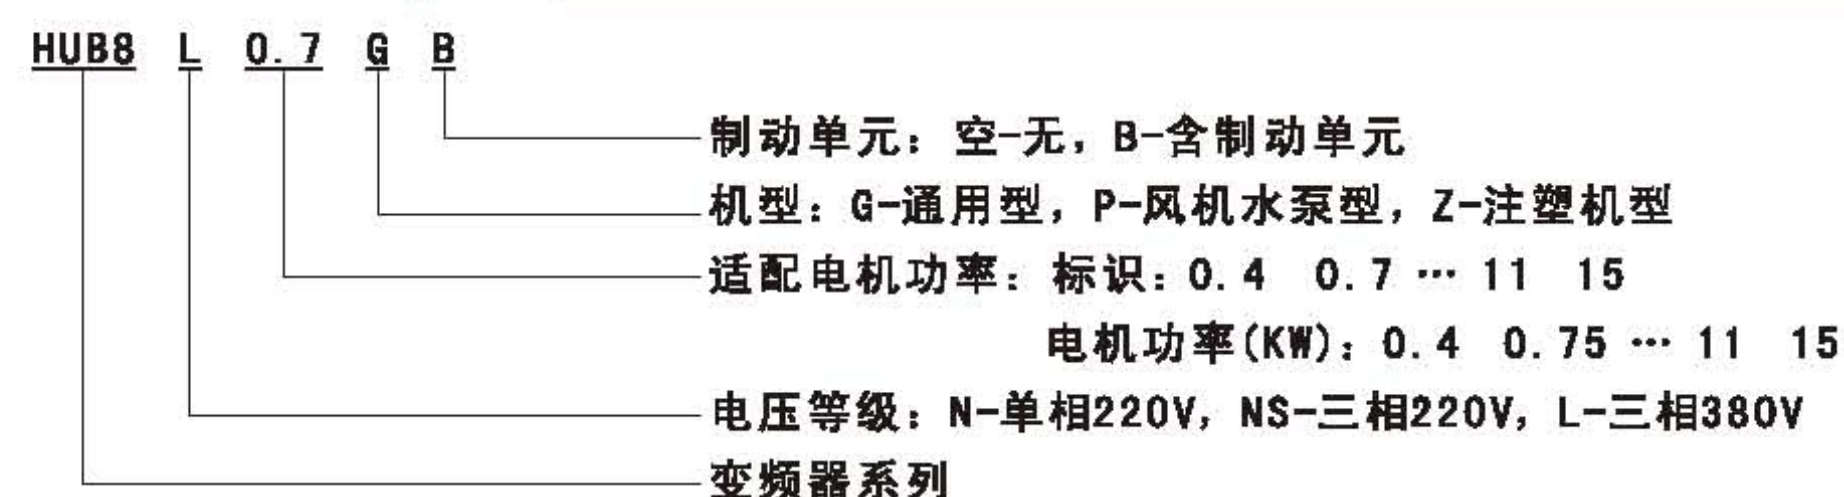 HUB8 L 0.7 G B
制动单元：空-无，B-含制动单元
机型：G-通用型，P-风机水泵型，Z-注塑机型
适配电机功率：标识：0.4 0.7 … 11 15
电机功率(KW)：0.4 0.75 … 11 15
电压等级：N-单相220V，NS-三相220V，L-三相380V
变频器系列